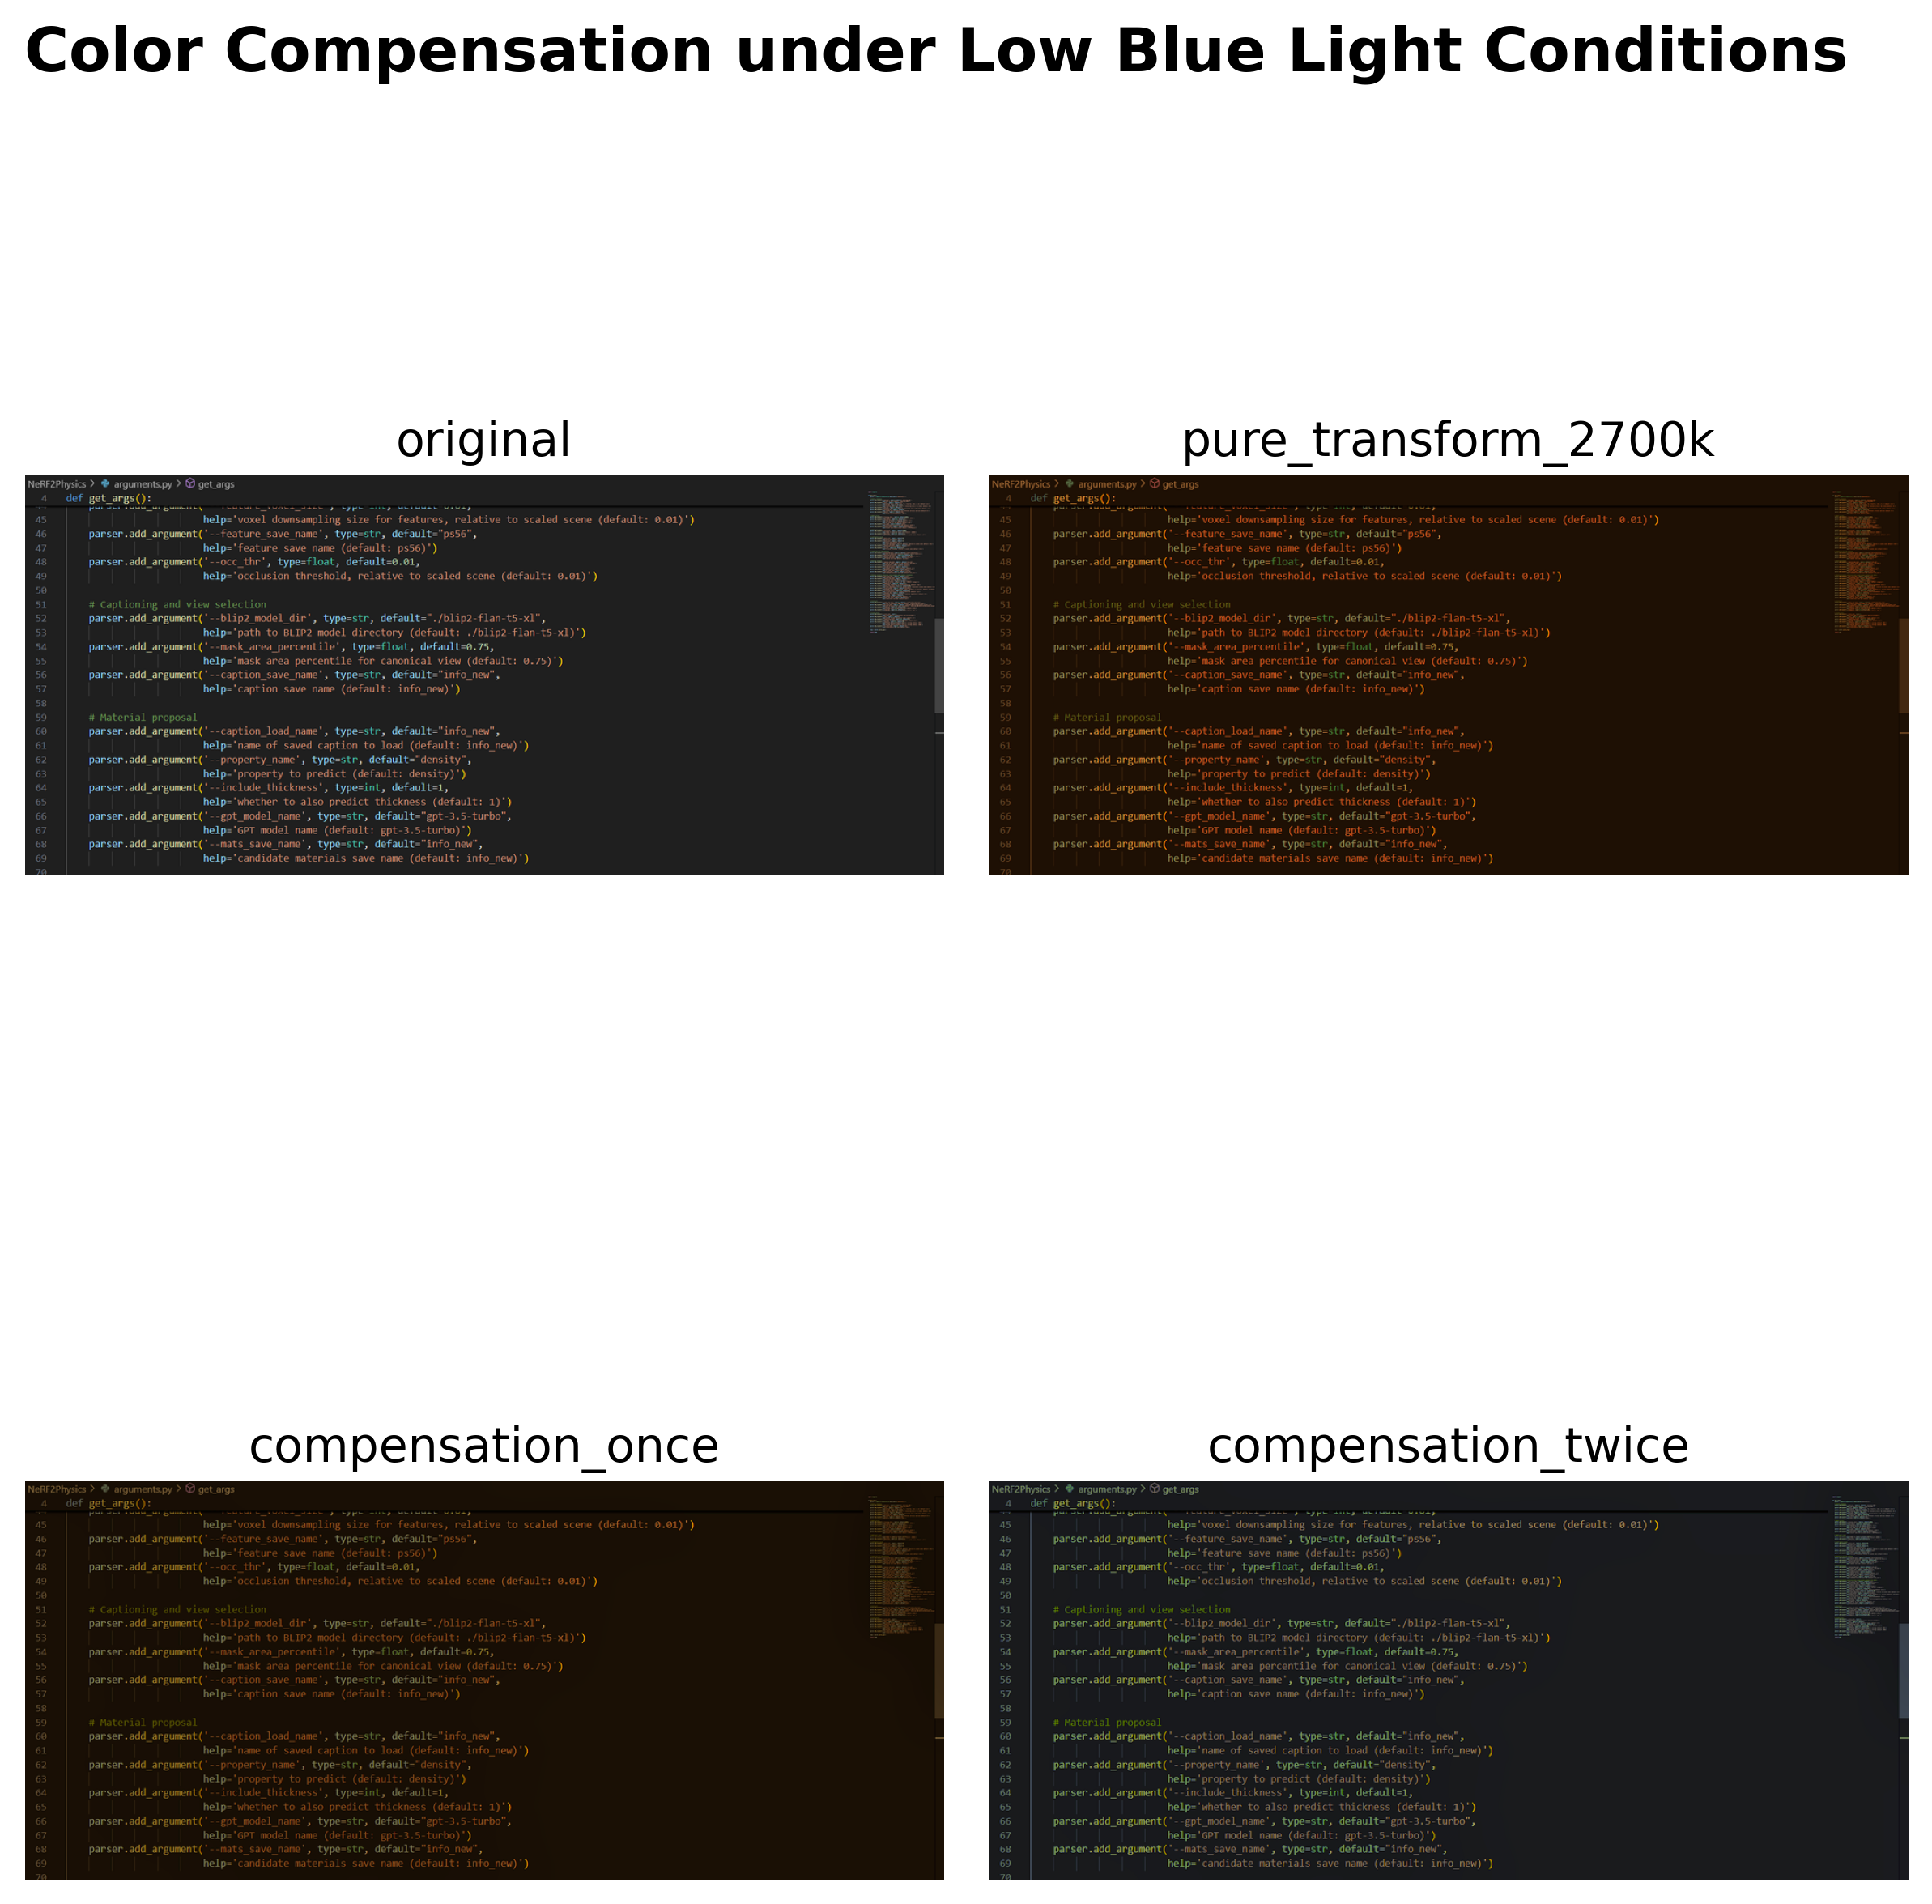 Color Compensation under Low Blue Light Conditions
original
NeRF2Physics > arguments.py > get_args
4 def get_args():
45 help='voxel downsampling size for features, relative to scaled scene (default: 0.01)')
46 parser.add_argument('--feature_save_name', type=str, default="ps56",
47 help='feature save name (default: ps56)')
48 parser.add_argument('--occ_thr', type=float, default=0.01,
49 help='occlusion threshold, relative to scaled scene (default: 0.01)')
50
51 # Captioning and view selection
52 parser.add_argument('--blip2_model_dir', type=str, default="./blip2-flan-t5-xl",
53 help='path to BLIP2 model directory (default: ./blip2-flan-t5-xl)')
54 parser.add_argument('--mask_area_percentile', type=float, default=0.75,
55 help='mask area percentile for canonical view (default: 0.75)')
56 parser.add_argument('--caption_save_name', type=str, default="info_new",
57 help='caption save name (default: info_new)')
58
59 # Material proposal
60 parser.add_argument('--caption_load_name', type=str, default="info_new",
61 help='name of saved caption to load (default: info_new)')
62 parser.add_argument('--property_name', type=str, default="density",
63 help='property to predict (default: density)')
64 parser.add_argument('--include_thickness', type=int, default=1,
65 help='whether to also predict thickness (default: 1)')
66 parser.add_argument('--gpt_model_name', type=str, default="gpt-3.5-turbo",
67 help='GPT model name (default: gpt-3.5-turbo)')
68 parser.add_argument('--mats_save_name', type=str, default="info_new",
69 help='candidate materials save name (default: info_new)')
70
pure_transform_2700k
NeRF2Physics > arguments.py > get_args
4 def get_args():
45 help='voxel downsampling size for features, relative to scaled scene (default: 0.01)')
46 parser.add_argument('--feature_save_name', type=str, default="ps56",
47 help='feature save name (default: ps56)')
48 parser.add_argument('--occ_thr', type=float, default=0.01,
49 help='occlusion threshold, relative to scaled scene (default: 0.01)')
50
51 # Captioning and view selection
52 parser.add_argument('--blip2_model_dir', type=str, default="./blip2-flan-t5-xl",
53 help='path to BLIP2 model directory (default: ./blip2-flan-t5-xl)')
54 parser.add_argument('--mask_area_percentile', type=float, default=0.75,
55 help='mask area percentile for canonical view (default: 0.75)')
56 parser.add_argument('--caption_save_name', type=str, default="info_new",
57 help='caption save name (default: info_new)')
58
59 # Material proposal
60 parser.add_argument('--caption_load_name', type=str, default="info_new",
61 help='name of saved caption to load (default: info_new)')
62 parser.add_argument('--property_name', type=str, default="density",
63 help='property to predict (default: density)')
64 parser.add_argument('--include_thickness', type=int, default=1,
65 help='whether to also predict thickness (default: 1)')
66 parser.add_argument('--gpt_model_name', type=str, default="gpt-3.5-turbo",
67 help='GPT model name (default: gpt-3.5-turbo)')
68 parser.add_argument('--mats_save_name', type=str, default="info_new",
69 help='candidate materials save name (default: info_new)')
70
compensation_once
NeRF2Physics > arguments.py > get_args
4 def get_args():
45 help='voxel downsampling size for features, relative to scaled scene (default: 0.01)')
46 parser.add_argument('--feature_save_name', type=str, default="ps56",
47 help='feature save name (default: ps56)')
48 parser.add_argument('--occ_thr', type=float, default=0.01,
49 help='occlusion threshold, relative to scaled scene (default: 0.01)')
50
51 # Captioning and view selection
52 parser.add_argument('--blip2_model_dir', type=str, default="./blip2-flan-t5-xl",
53 help='path to BLIP2 model directory (default: ./blip2-flan-t5-xl)')
54 parser.add_argument('--mask_area_percentile', type=float, default=0.75,
55 help='mask area percentile for canonical view (default: 0.75)')
56 parser.add_argument('--caption_save_name', type=str, default="info_new",
57 help='caption save name (default: info_new)')
58
59 # Material proposal
60 parser.add_argument('--caption_load_name', type=str, default="info_new",
61 help='name of saved caption to load (default: info_new)')
62 parser.add_argument('--property_name', type=str, default="density",
63 help='property to predict (default: density)')
64 parser.add_argument('--include_thickness', type=int, default=1,
65 help='whether to also predict thickness (default: 1)')
66 parser.add_argument('--gpt_model_name', type=str, default="gpt-3.5-turbo",
67 help='GPT model name (default: gpt-3.5-turbo)')
68 parser.add_argument('--mats_save_name', type=str, default="info_new",
69 help='candidate materials save name (default: info_new)')
70
compensation_twice
NeRF2Physics > arguments.py > get_args
4 def get_args():
45 help='voxel downsampling size for features, relative to scaled scene (default: 0.01)')
46 parser.add_argument('--feature_save_name', type=str, default="ps56",
47 help='feature save name (default: ps56)')
48 parser.add_argument('--occ_thr', type=float, default=0.01,
49 help='occlusion threshold, relative to scaled scene (default: 0.01)')
50
51 # Captioning and view selection
52 parser.add_argument('--blip2_model_dir', type=str, default="./blip2-flan-t5-xl",
53 help='path to BLIP2 model directory (default: ./blip2-flan-t5-xl)')
54 parser.add_argument('--mask_area_percentile', type=float, default=0.75,
55 help='mask area percentile for canonical view (default: 0.75)')
56 parser.add_argument('--caption_save_name', type=str, default="info_new",
57 help='caption save name (default: info_new)')
58
59 # Material proposal
60 parser.add_argument('--caption_load_name', type=str, default="info_new",
61 help='name of saved caption to load (default: info_new)')
62 parser.add_argument('--property_name', type=str, default="density",
63 help='property to predict (default: density)')
64 parser.add_argument('--include_thickness', type=int, default=1,
65 help='whether to also predict thickness (default: 1)')
66 parser.add_argument('--gpt_model_name', type=str, default="gpt-3.5-turbo",
67 help='GPT model name (default: gpt-3.5-turbo)')
68 parser.add_argument('--mats_save_name', type=str, default="info_new",
69 help='candidate materials save name (default: info_new)')
70